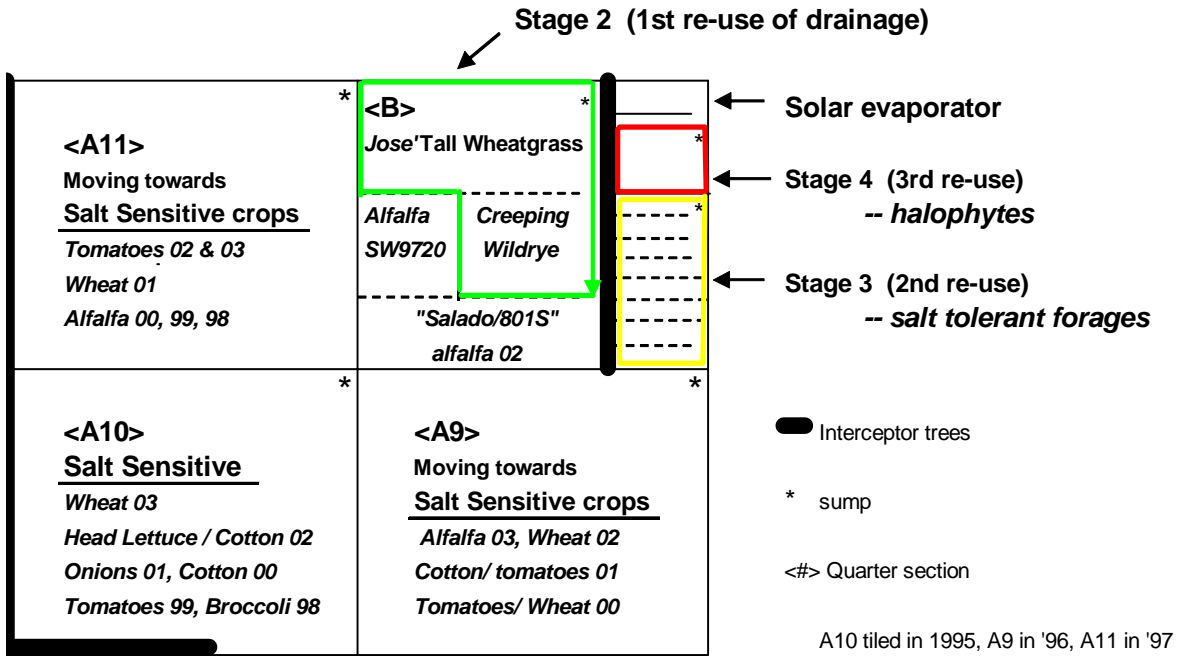 Stage 2 (1st re-use of drainage)
*
<A11>
Moving towards
Salt Sensitive crops
Tomatoes 02 & 03
Wheat 01
Alfalfa 00, 99, 98
<B>
*
Jose'Tall Wheatgrass
Alfalfa
SW9720
Creeping
Wildrye
"Salado/801S"
alfalfa 02
*
*
Solar evaporator
Stage 4 (3rd re-use)
-- halophytes
Stage 3 (2nd re-use)
-- salt tolerant forages
*
<A10>
Salt Sensitive
Wheat 03
Head Lettuce / Cotton 02
Onions 01, Cotton 00
Tomatoes 99, Broccoli 98
*
<A9>
Moving towards
Salt Sensitive crops
Alfalfa 03, Wheat 02
Cotton/ tomatoes 01
Tomatoes/ Wheat 00
Interceptor trees
* sump
<#> Quarter section
A10 tiled in 1995, A9 in '96, A11 in '97